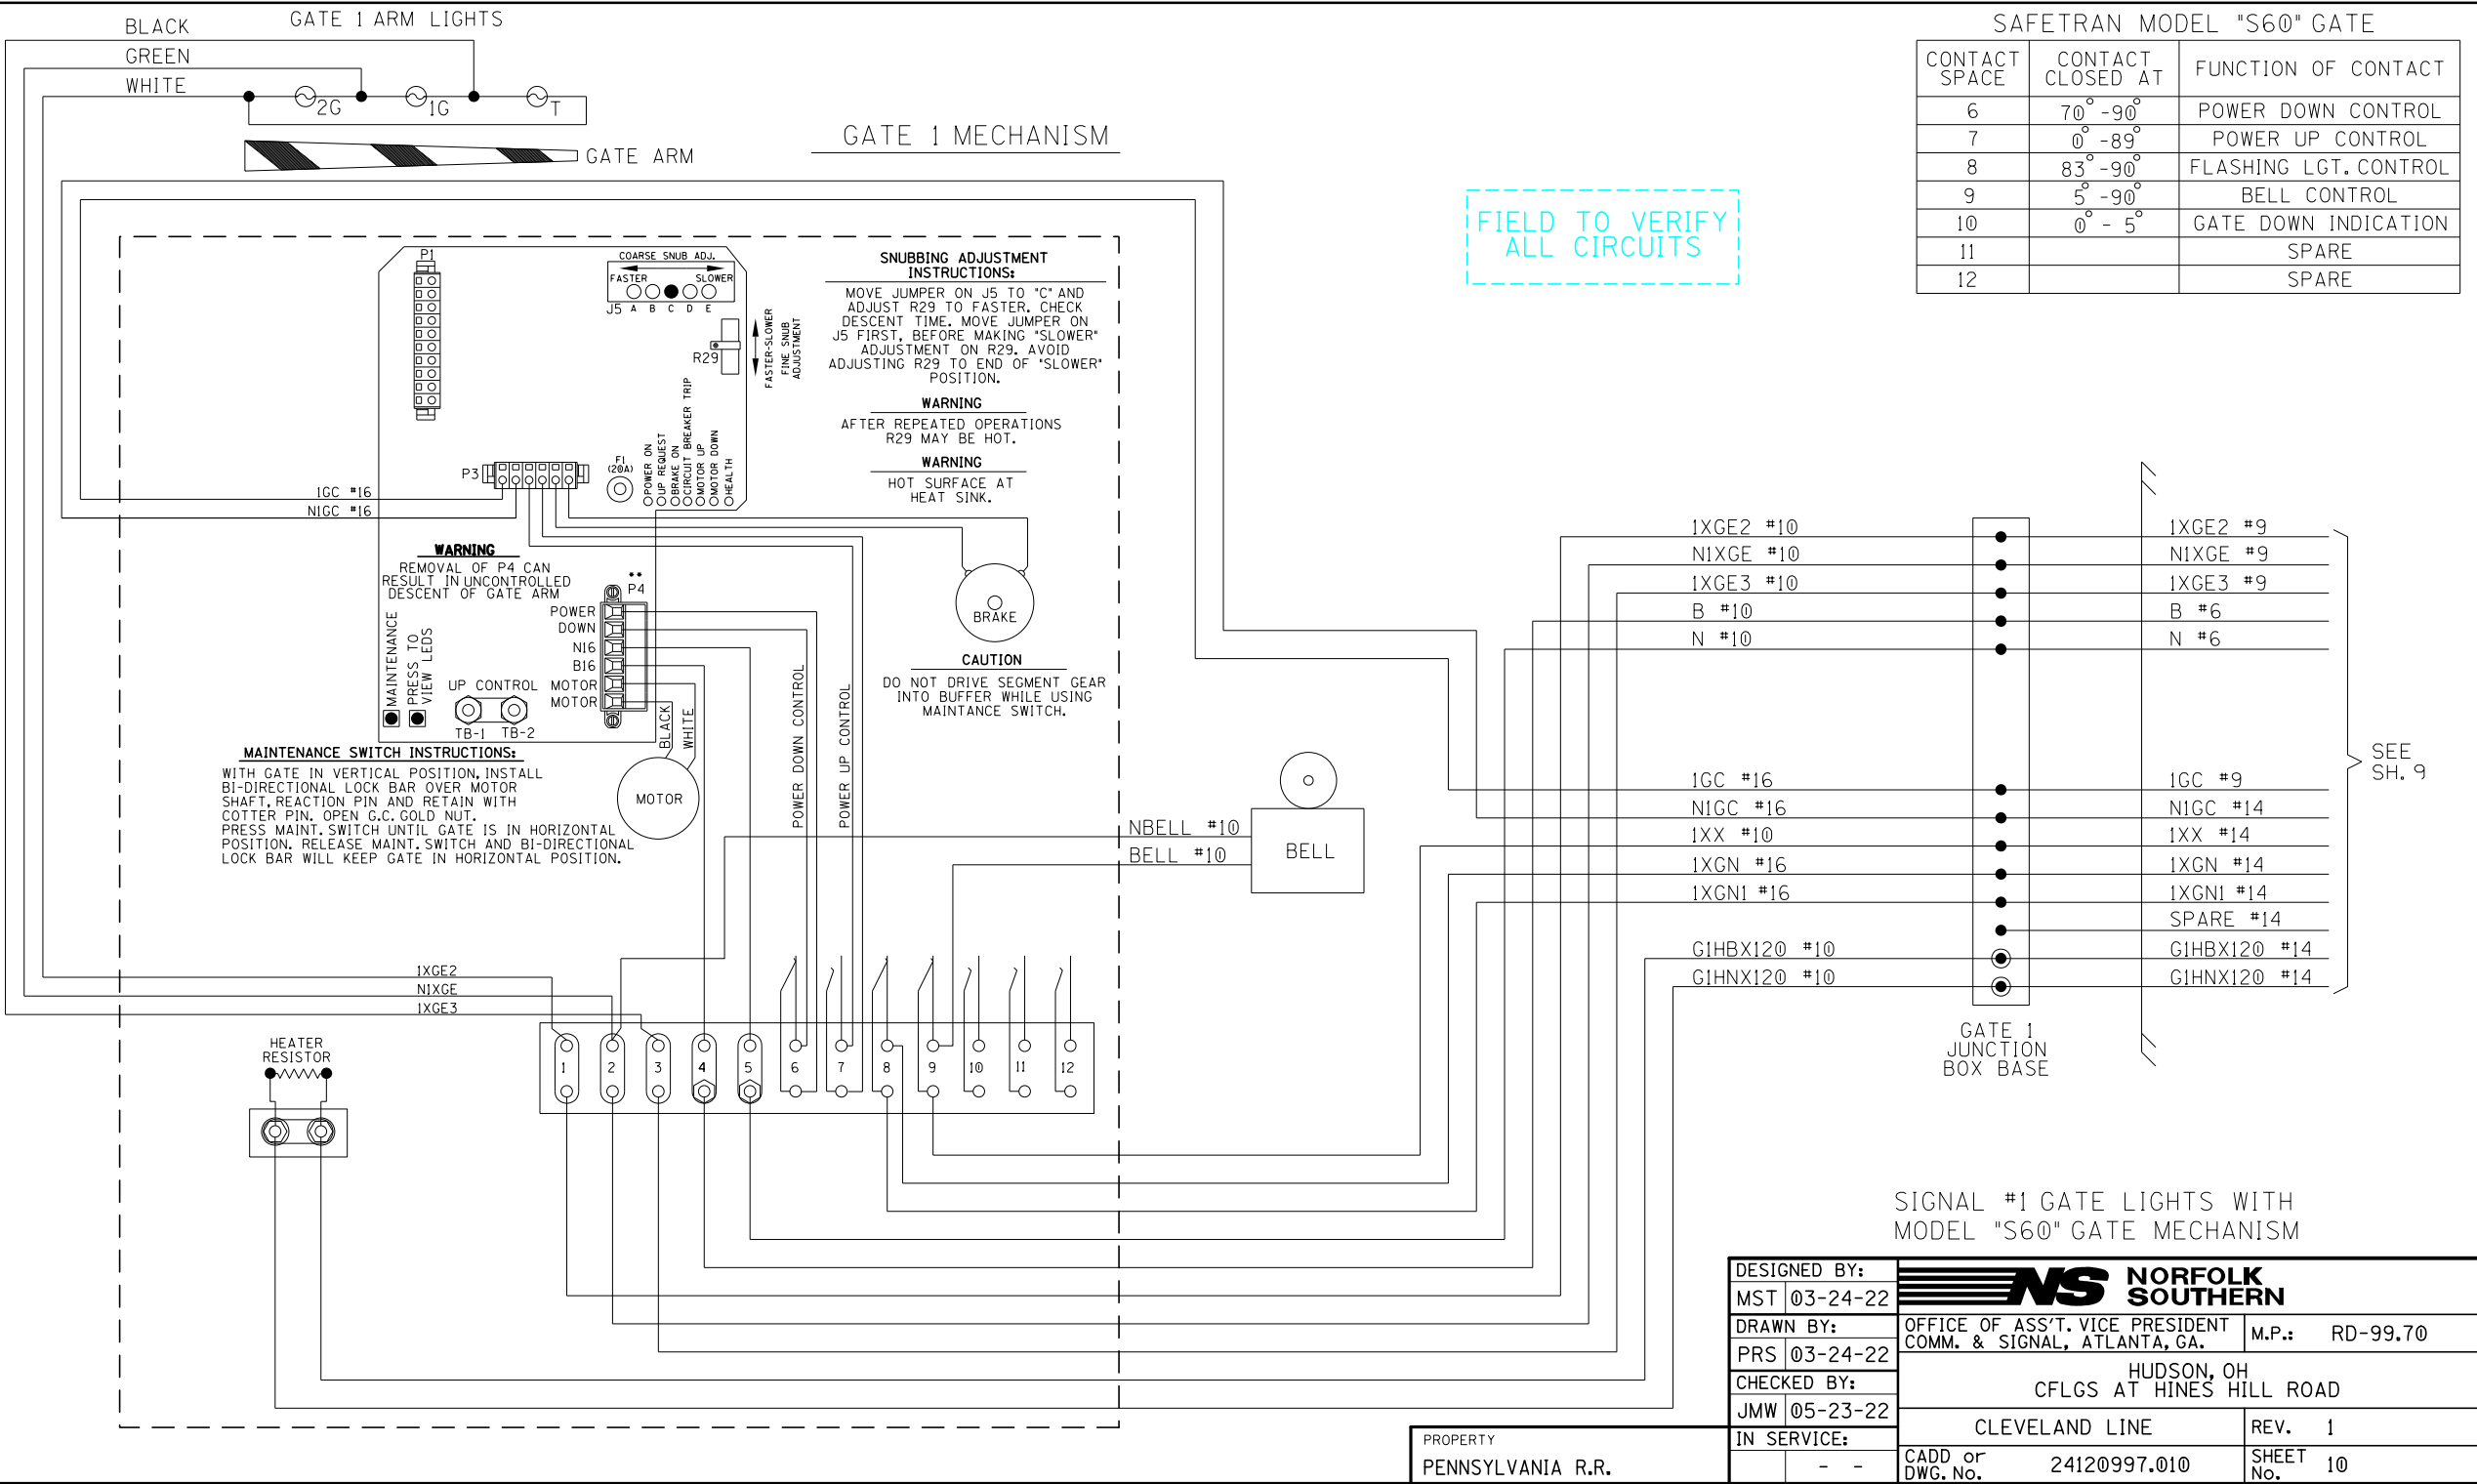 BLACK
GATE 1 ARM LIGHTS
GREEN
WHITE
2G
1G
T
GATE ARM
GATE 1 MECHANISM
FIELD TO VERIFY
ALL CIRCUITS
SAFETRAN MODEL "S60" GATE
CONTACT SPACE CONTACT CLOSED AT FUNCTION OF CONTACT
6 70° -90° POWER DOWN CONTROL
7 0° -89° POWER UP CONTROL
8 83° -90° FLASHING LGT. CONTROL
9 5° -90° BELL CONTROL
10 0° - 5° GATE DOWN INDICATION
11 SPARE
12 SPARE
P1
COARSE SNUB ADJ.
FASTER SLOWER
J5 A B C D E
R29
FASTER-SLOWER
FINE SNUB
ADJUSTMENT
SNUBBING ADJUSTMENT
INSTRUCTIONS:
MOVE JUMPER ON J5 TO "C" AND
ADJUST R29 TO FASTER. CHECK
DESCENT TIME. MOVE JUMPER ON
J5 FIRST, BEFORE MAKING "SLOWER"
ADJUSTMENT ON R29. AVOID
ADJUSTING R29 TO END OF "SLOWER"
POSITION.
WARNING
AFTER REPEATED OPERATIONS
R29 MAY BE HOT.
WARNING
HOT SURFACE AT
HEAT SINK.
P3
F1
(20A)
POWER ON
UP REQUEST
BRAKE ON
CIRCUIT BREAKER TRIP
MOTOR UP
MOTOR DOWN
HEALTH
1GC #16
N1GC #16
WARNING
REMOVAL OF P4 CAN
RESULT IN UNCONTROLLED
DESCENT OF GATE ARM
**
P4
POWER
DOWN
N16
B16
MOTOR
MOTOR
MAINTENANCE
PRESS TO
VIEW LEDS
UP CONTROL
TB-1 TB-2
BLACK
WHITE
MOTOR
BRAKE
CAUTION
DO NOT DRIVE SEGMENT GEAR
INTO BUFFER WHILE USING
MAINTANCE SWITCH.
POWER DOWN CONTROL
POWER UP CONTROL
MAINTENANCE SWITCH INSTRUCTIONS:
WITH GATE IN VERTICAL POSITION, INSTALL
BI-DIRECTIONAL LOCK BAR OVER MOTOR
SHAFT, REACTION PIN AND RETAIN WITH
COTTER PIN. OPEN G.C. GOLD NUT.
PRESS MAINT. SWITCH UNTIL GATE IS IN HORIZONTAL
POSITION. RELEASE MAINT. SWITCH AND BI-DIRECTIONAL
LOCK BAR WILL KEEP GATE IN HORIZONTAL POSITION.
NBELL #10
BELL #10
BELL
1XGE2
N1XGE
1XGE3
HEATER
RESISTOR
1 2 3 4 5 6 7 8 9 10 11 12
1XGE2 #10 1XGE2 #9
N1XGE #10 N1XGE #9
1XGE3 #10 1XGE3 #9
B #10 B #6
N #10 N #6
1GC #16 1GC #9
N1GC #16 N1GC #14
1XX #10 1XX #14
1XGN #16 1XGN #14
1XGN1 #16 1XGN1 #14
SPARE #14
G1HBX120 #10 G1HBX120 #14
G1HNX120 #10 G1HNX120 #14
SEE
SH. 9
GATE 1
JUNCTION
BOX BASE
SIGNAL #1 GATE LIGHTS WITH
MODEL "S60" GATE MECHANISM
DESIGNED BY:
MST 03-24-22
DRAWN BY:
PRS 03-24-22
CHECKED BY:
JMW 05-23-22
IN SERVICE:
- -
NS NORFOLK
SOUTHERN
OFFICE OF ASS'T. VICE PRESIDENT
COMM. & SIGNAL, ATLANTA, GA.
M.P.: RD-99.70
HUDSON, OH
CFLGS AT HINES HILL ROAD
CLEVELAND LINE
REV. 1
CADD or
DWG. No. 24120997.010
SHEET
No. 10
PROPERTY
PENNSYLVANIA R.R.